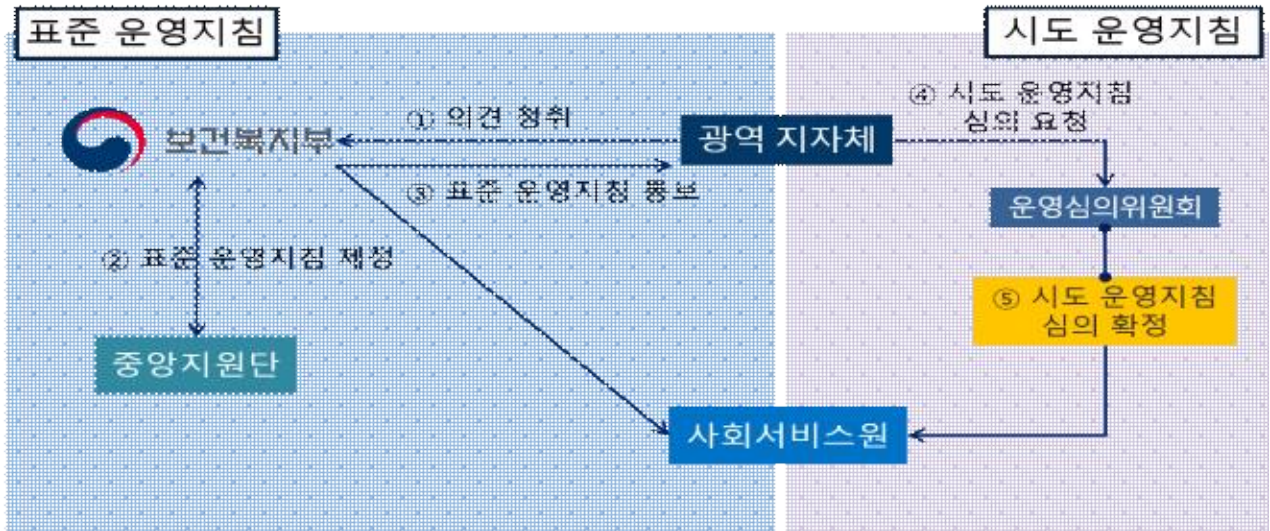 표준 운영지침
시도 운영지침
보건복지부
① 의견 청취
광역 지자체
④ 시도 운영지침
심의 요청
③ 표준 운영지침 통보
운영심의위원회
② 표준 운영지침 제정
⑤ 시도 운영지침
심의 확정
중앙지원단
사회서비스원